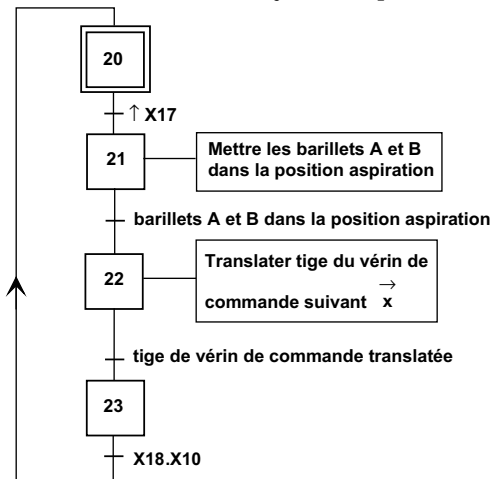 20
↑ X17
21
Mettre les barillets A et B
dans la position aspiration
barillets A et B dans la position aspiration
22
Translater tige du vérin de
commande suivant x⃗
tige de vérin de commande translatée
23
X18.X10